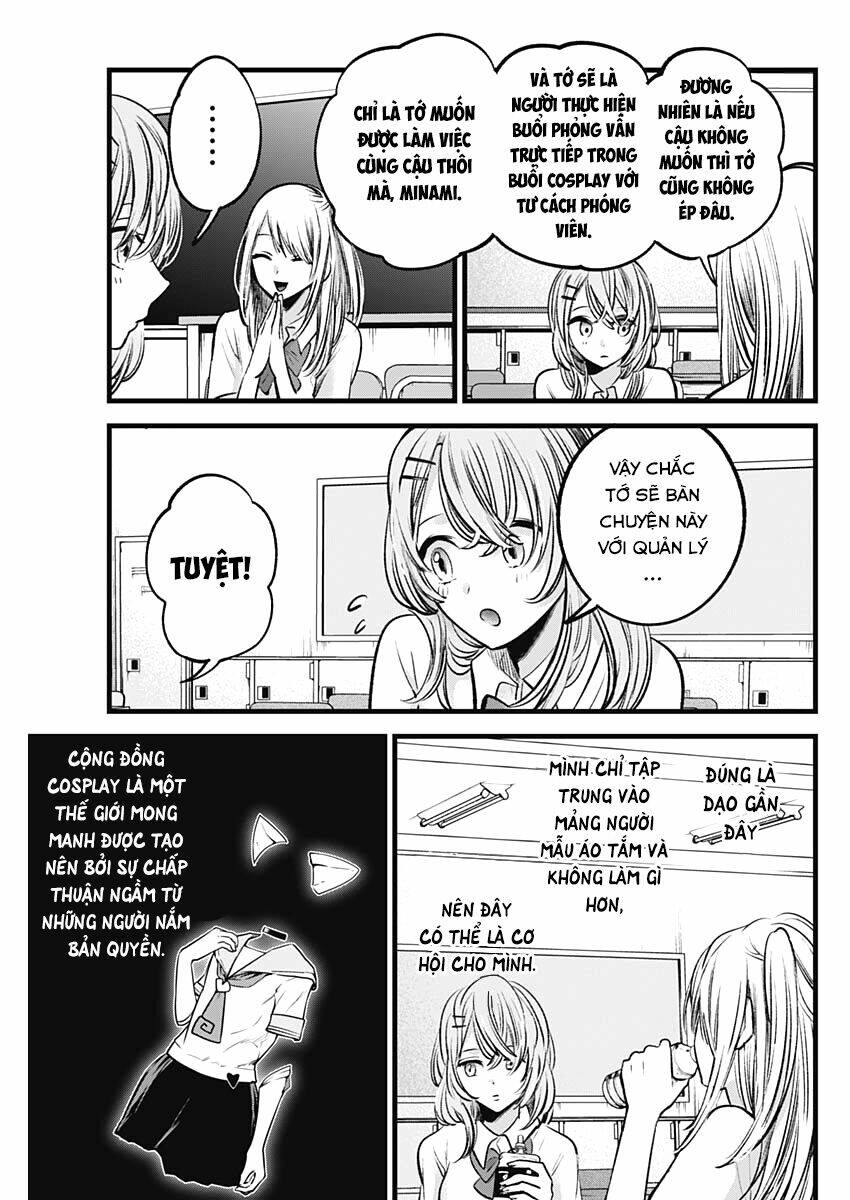 ĐƯƠNG
NHIÊN LÀ NẾU
CẬU KHÔNG
MUỐN THÌ TỚ
CŨNG KHÔNG
ÉP ĐÂU.
VÀ TỚ SẼ LÀ
NGƯỜI THỰC HIỆN
BUỔI PHỎNG VẤN
TRỰC TIẾP TRONG
BUỔI COSPLAY VỚI
TƯ CÁCH PHÓNG
VIÊN.
CHỈ LÀ TỚ MUỐN
ĐƯỢC LÀM VIỆC
CÙNG CẬU THÔI
MÀ, MINAMI.
......
VẬY CHẮC
TỚ SẼ BÀN
CHUYỆN NÀY
VỚI QUẢN LÝ
...
TUYỆT!
ĐÚNG LÀ
DẠO GẦN
ĐÂY
MÌNH CHỈ TẬP
TRUNG VÀO
MẢNG NGƯỜI
MẪU ÁO TẮM VÀ
KHÔNG LÀM GÌ
HƠN,
NÊN ĐÂY
CÓ THỂ LÀ CƠ
HỘI CHO MÌNH.
CỘNG ĐỒNG
COSPLAY LÀ MỘT
THẾ GIỚI MONG
MANH ĐƯỢC TẠO
NÊN BỞI SỰ CHẤP
THUẬN NGẦM TỪ
NHỮNG NGƯỜI NẮM
BẢN QUYỀN.